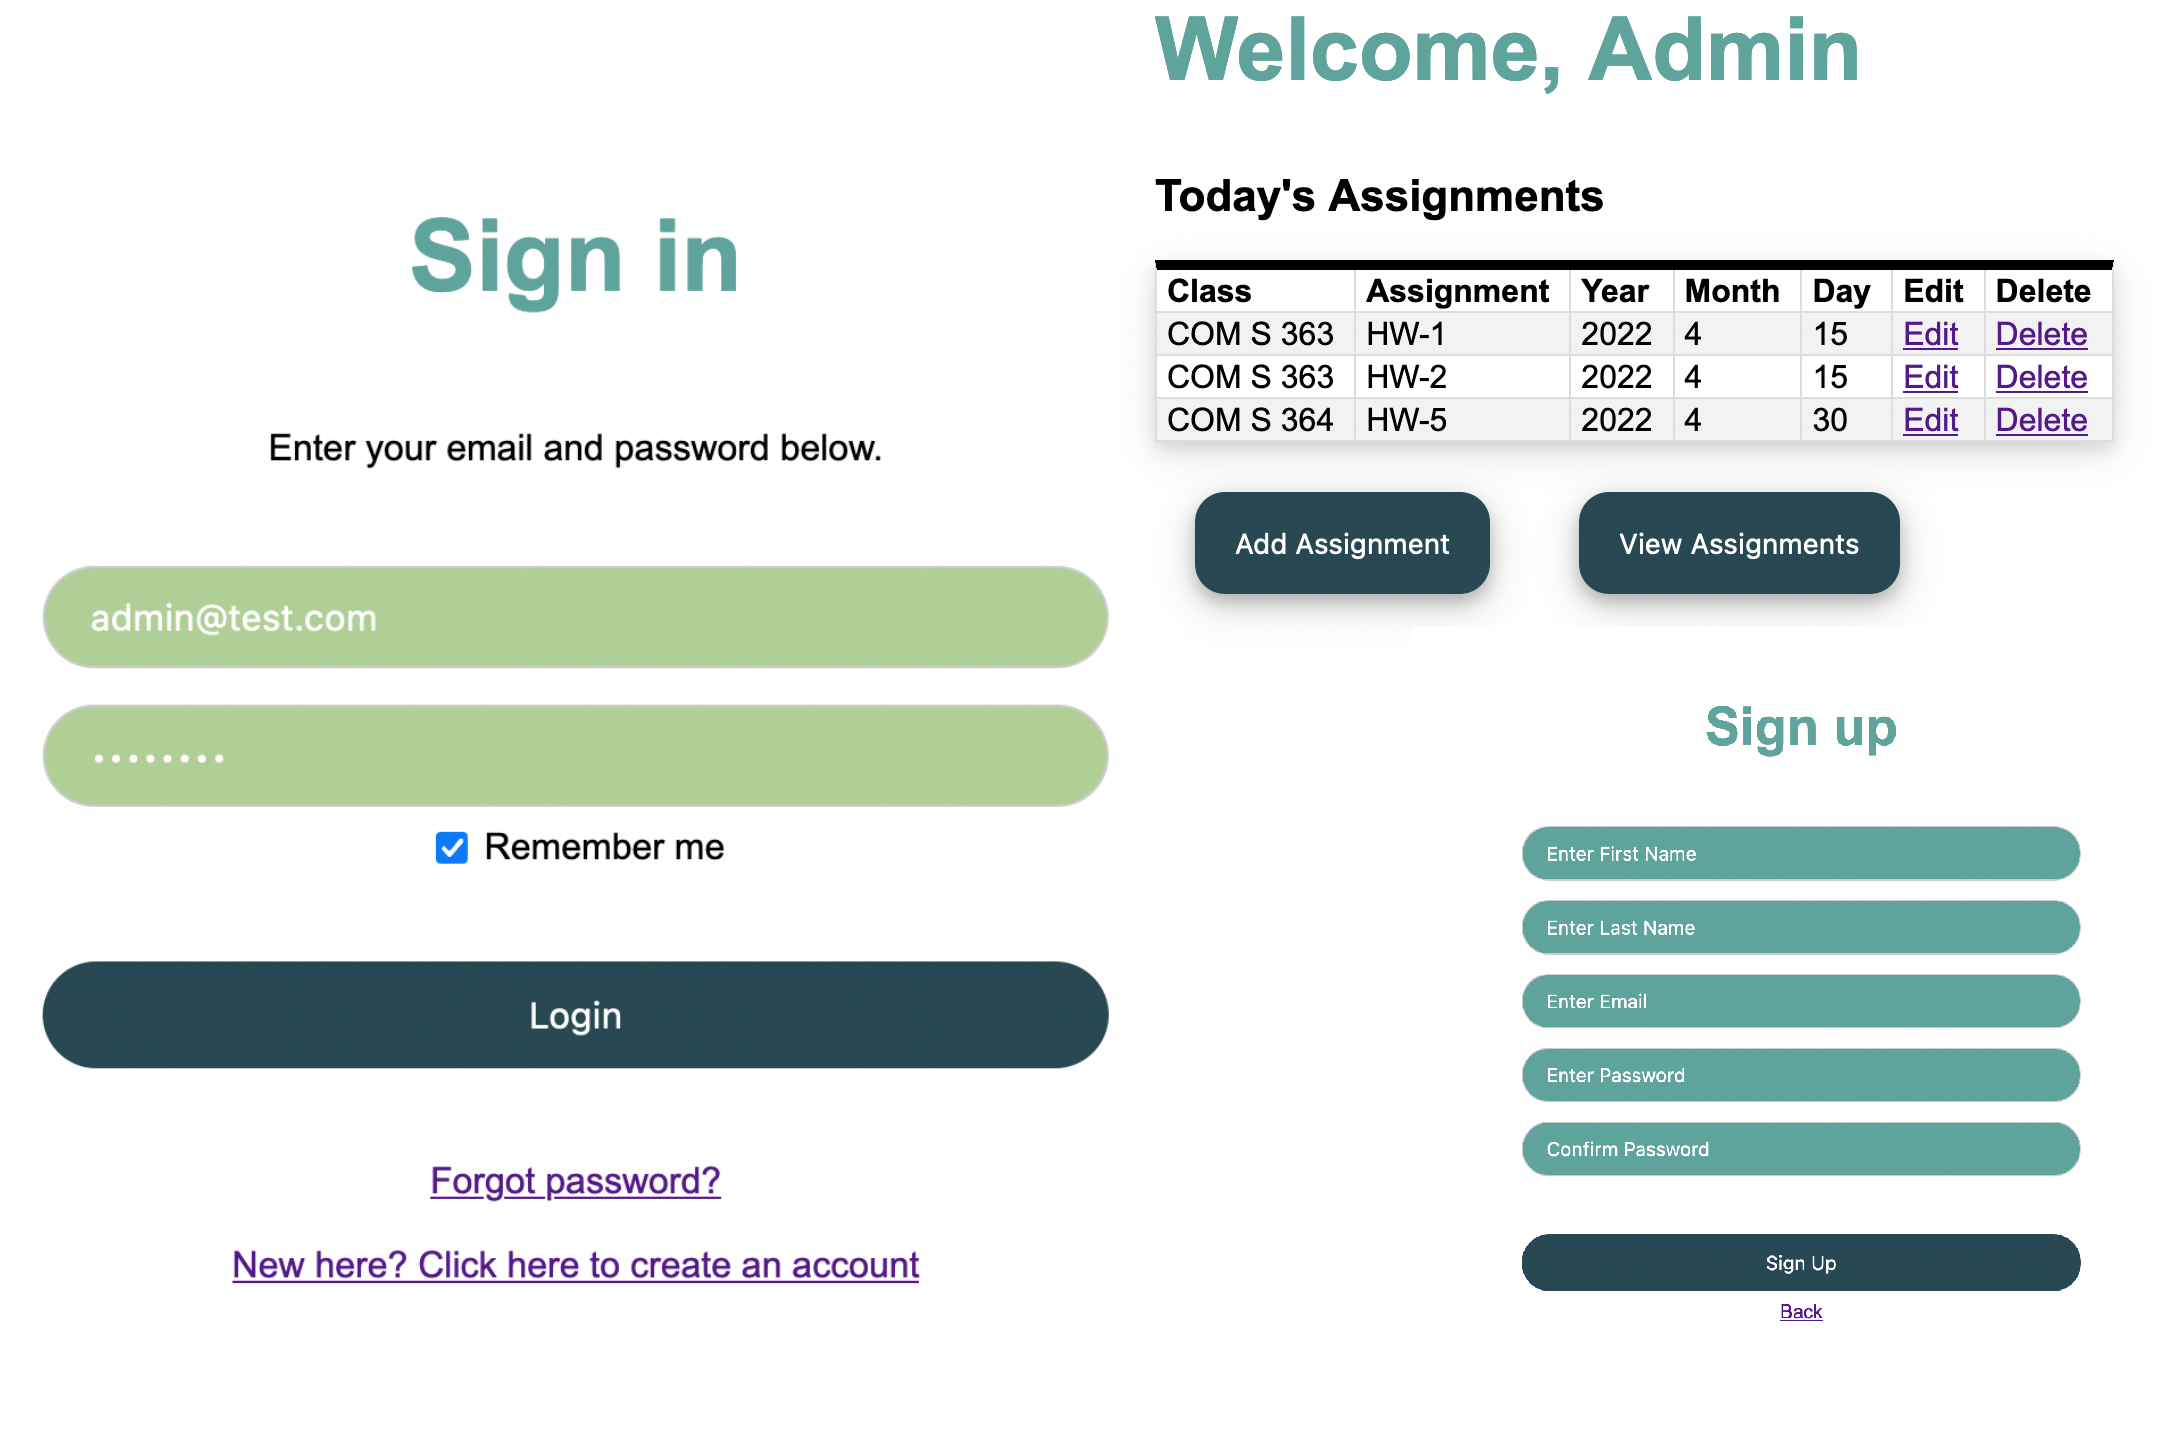 Sign in
Enter your email and password below.
admin@test.com
........
Remember me
Login
Forgot password?
New here? Click here to create an account
Welcome, Admin
Today's Assignments
Class Assignment Year Month Day Edit Delete
COM S 363 HW-1 2022 4 15 Edit Delete
COM S 363 HW-2 2022 4 15 Edit Delete
COM S 364 HW-5 2022 4 30 Edit Delete
Add Assignment View Assignments
Sign up
Enter First Name
Enter Last Name
Enter Email
Enter Password
Confirm Password
Sign Up
Back